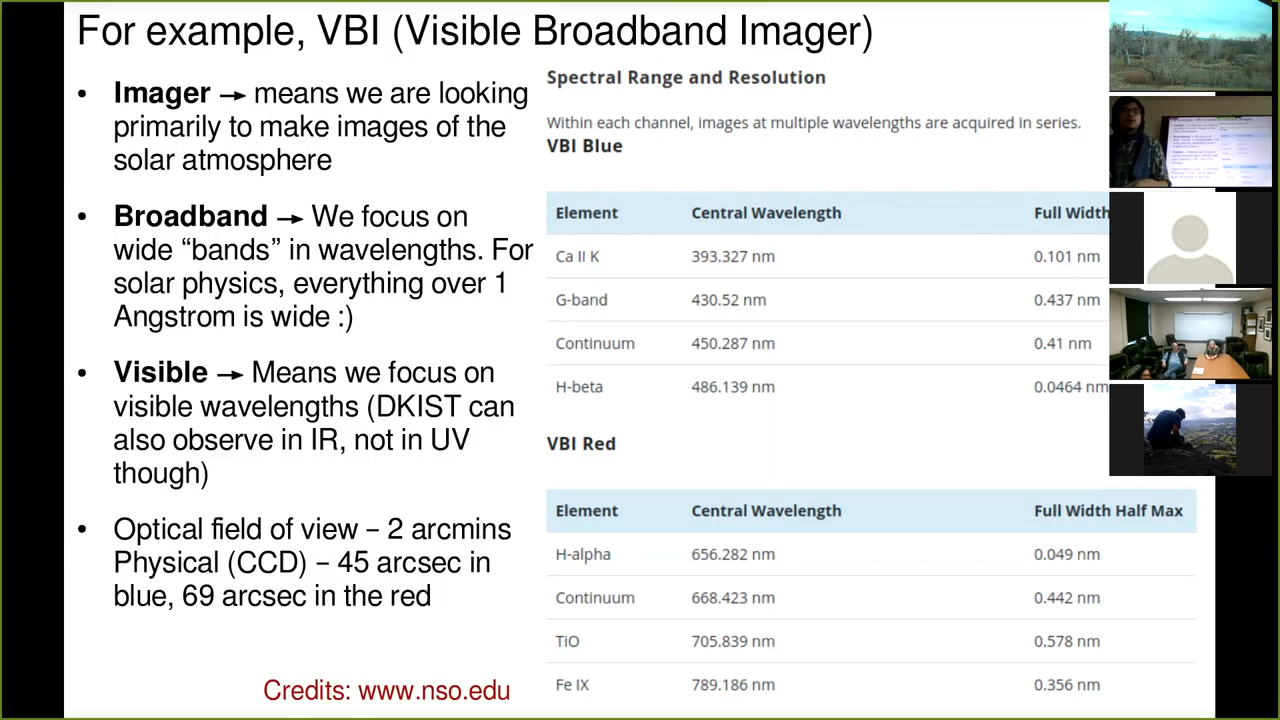 For example, VBI (Visible Broadband Imager)
• Imager → means we are looking
primarily to make images of the
solar atmosphere
• Broadband → We focus on
wide “bands” in wavelengths. For
solar physics, everything over 1
Angstrom is wide :)
• Visible → Means we focus on
visible wavelengths (DKIST can
also observe in IR, not in UV
though)
• Optical field of view – 2 arcmins
Physical (CCD) – 45 arcsec in
blue, 69 arcsec in the red
Credits: www.nso.edu
Spectral Range and Resolution
Within each channel, images at multiple wavelengths are acquired in series.
VBI Blue
Element Central Wavelength Full Width
Ca II K 393.327 nm 0.101 nm
G-band 430.52 nm 0.437 nm
Continuum 450.287 nm 0.41 nm
H-beta 486.139 nm 0.0464 nm
VBI Red
Element Central Wavelength Full Width Half Max
H-alpha 656.282 nm 0.049 nm
Continuum 668.423 nm 0.442 nm
TiO 705.839 nm 0.578 nm
Fe IX 789.186 nm 0.356 nm